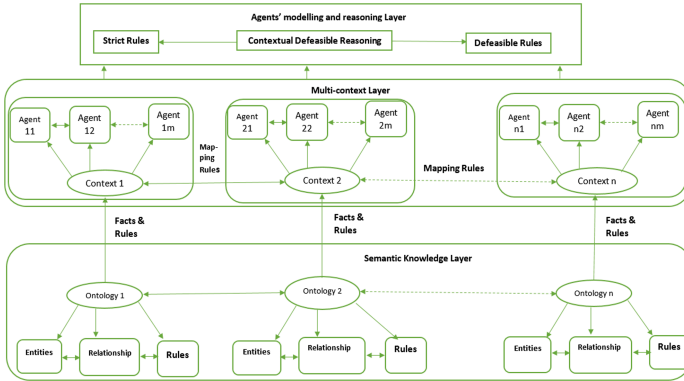 Agents' modelling and reasoning Layer
Strict Rules
Contextual Defeasible Reasoning
Defeasible Rules
Multi-context Layer
Agent
11
Agent
12
Agent
1m
Agent
21
Agent
22
Agent
2m
Agent
n1
Agent
n2
Agent
nm
Map-
ping
Rules
Mapping Rules
Context 1
Context 2
Context n
Facts &
Rules
Facts &
Rules
Facts &
Rules
Semantic Knowledge Layer
Ontology 1
Ontology 2
Ontology n
Entities
Relationship
Rules
Entities
Relationship
Rules
Entities
Relationship
Rules